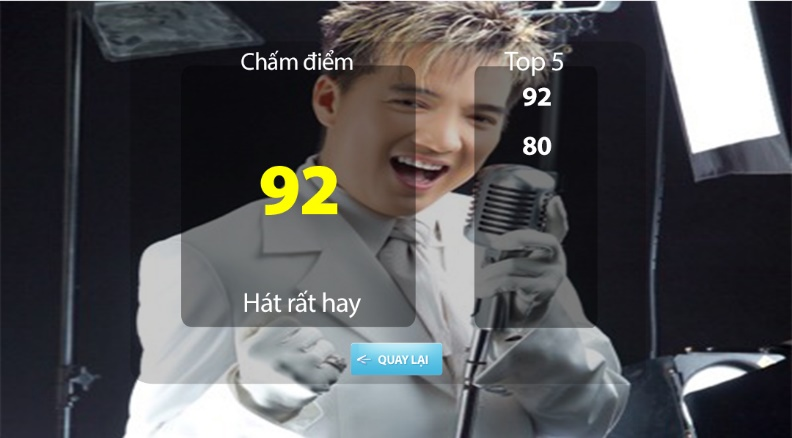 Chấm điểm
92
Hát rất hay
Top 5
92
80
QUAY LẠI